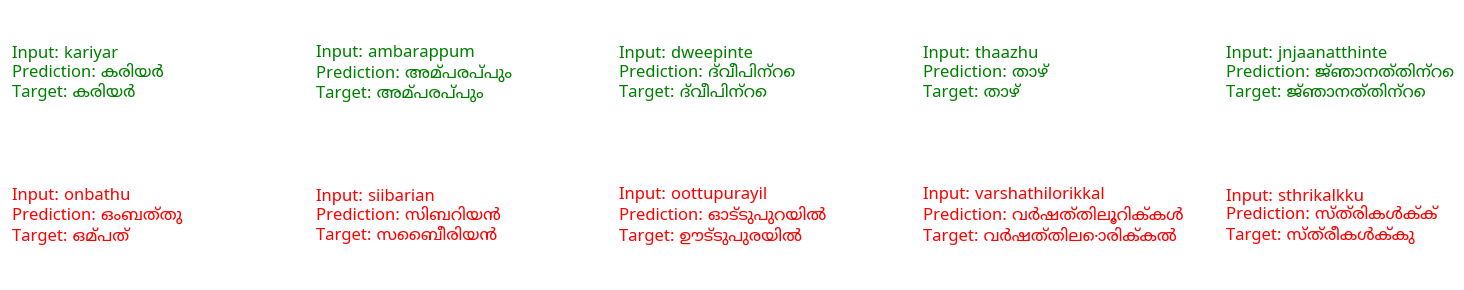 Input: kariyar
Prediction: കരിയർ
Target: കരിയർ
Input: ambarappum
Prediction: അമ്പരപ്പും
Target: അമ്പരപ്പും
Input: dweepinte
Prediction: ദ്വീപിന്റെ
Target: ദ്വീപിന്റെ
Input: thaazhu
Prediction: താഴ്
Target: താഴ്
Input: jnjaanatthinte
Prediction: ജ്ഞാനത്തിന്റെ
Target: ജ്ഞാനത്തിന്റെ
Input: onbathu
Prediction: ഒംബത്തു
Target: ഒമ്പത്
Input: siibarian
Prediction: സിബറിയൻ
Target: സൈബീരിയൻ
Input: oottupurayil
Prediction: ഓട്ടുപുറയിൽ
Target: ഊട്ടുപുരയിൽ
Input: varshathilorikkal
Prediction: വർഷത്തിലൂറിക്കൾ
Target: വർഷത്തിലൊരിക്കൽ
Input: sthrikalkku
Prediction: സ്ത്രികൾക്ക്
Target: സ്ത്രീകൾക്കു